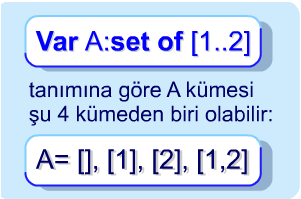 Var A:set of [1..2]
tanımına göre A kümesi
şu 4 kümeden biri olabilir:
A= [], [1], [2], [1,2]